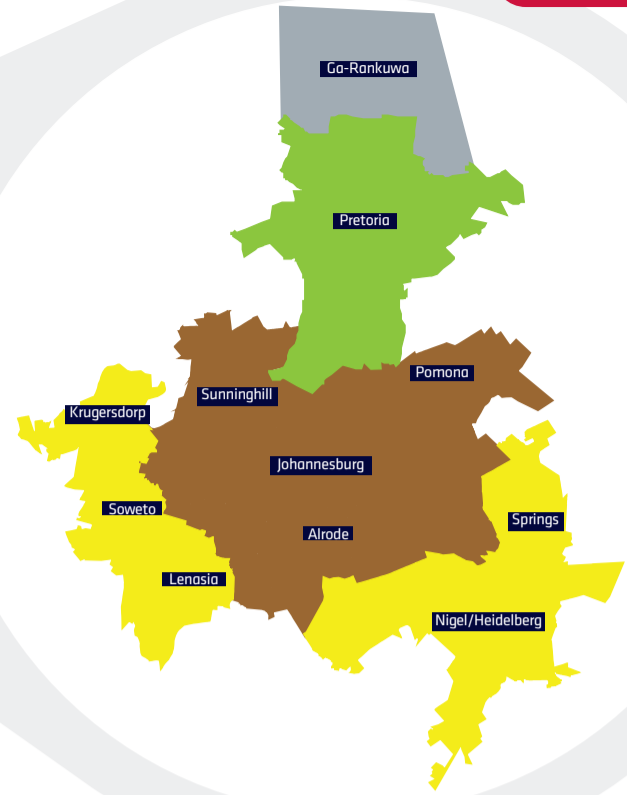 Ga-Rankuwa
Pretoria
Pomona
Sunninghill
Krugersdorp
Johannesburg
Soweto
Springs
Alrode
Lenasia
Nigel/Heidelberg